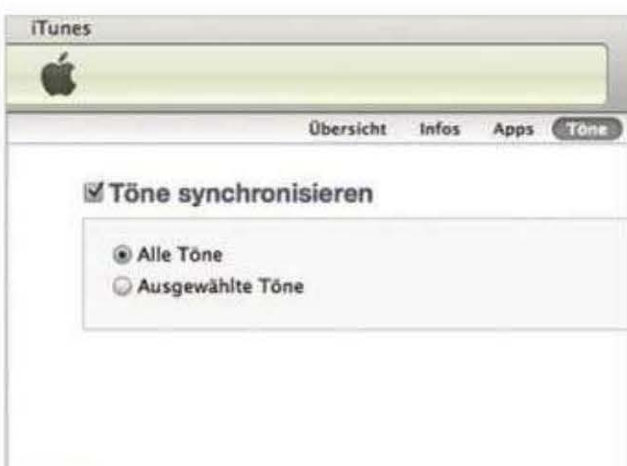 iTunes
Übersicht Infos Apps Töne
Töne synchronisieren
Alle Töne
Ausgewählte Töne